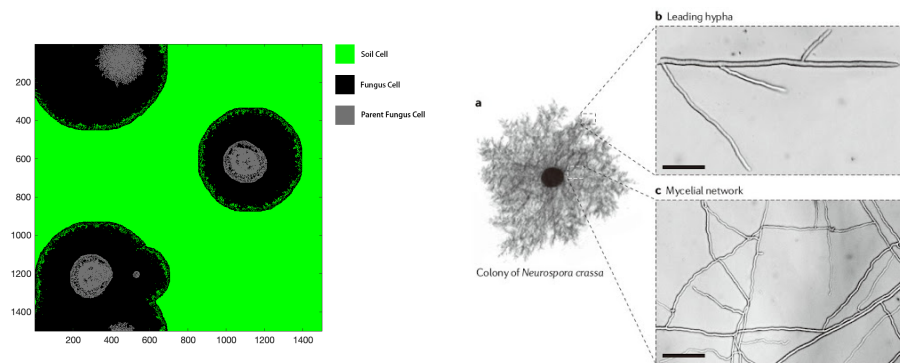 Soil Cell
Fungus Cell
Parent Fungus Cell
200
400
600
800
1000
1200
1400
0
200
400
600
800
1000
1200
1400
a
Colony of Neurospora crassa
b Leading hypha
c Mycelial network